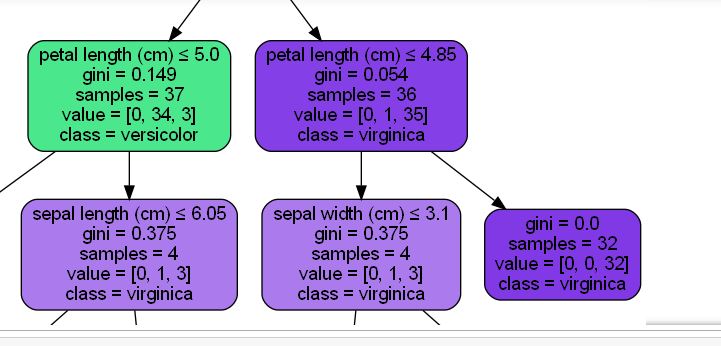 petal length (cm) ≤ 5.0
gini = 0.149
samples = 37
value = [0, 34, 3]
class = versicolor
petal length (cm) ≤ 4.85
gini = 0.054
samples = 36
value = [0, 1, 35]
class = virginica
sepal length (cm) ≤ 6.05
gini = 0.375
samples = 4
value = [0, 1, 3]
class = virginica
sepal width (cm) ≤ 3.1
gini = 0.375
samples = 4
value = [0, 1, 3]
class = virginica
gini = 0.0
samples = 32
value = [0, 0, 32]
class = virginica